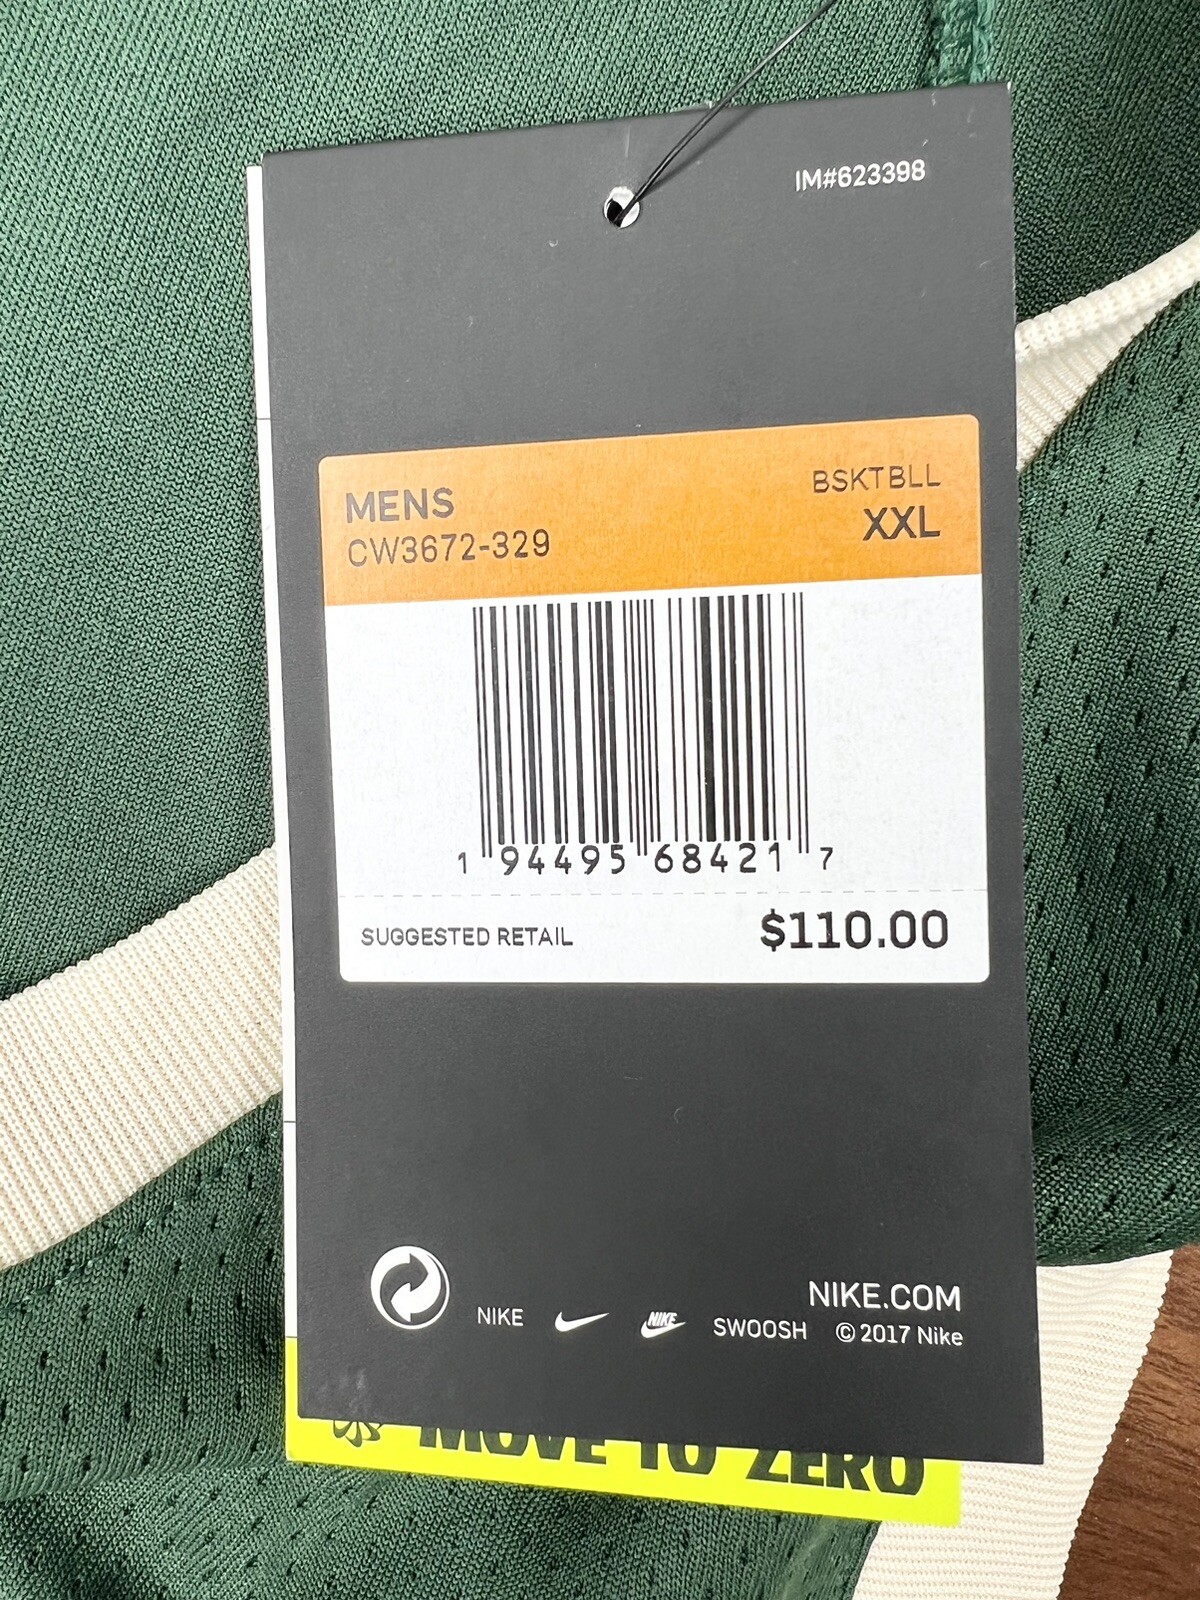 IM#623398
MENS
BSKTBLL
CW3672-329
XXL
1 94495 68421 7
SUGGESTED RETAIL $110.00
NIKE.COM
NIKE NIKE SWOOSH © 2017 Nike
MOVE TO ZERO